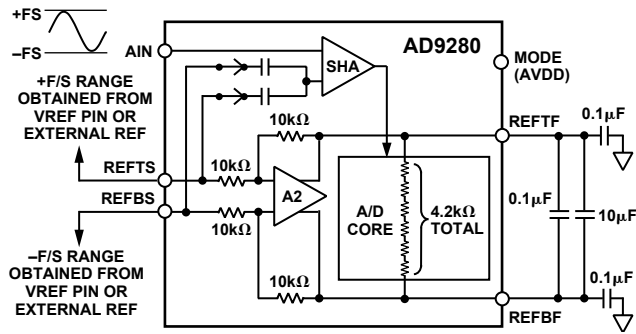 +FS
–FS
AIN
+F/S RANGE
OBTAINED FROM
VREF PIN OR
EXTERNAL REF
REFTS
REFBS
–F/S RANGE
OBTAINED FROM
VREF PIN OR
EXTERNAL REF
SHA
AD9280
10kΩ
10kΩ
A2
10kΩ
10kΩ
A/D
CORE
4.2kΩ
TOTAL
MODE
(AVDD)
REFTF
0.1µF
0.1µF
10µF
0.1µF
REFBF